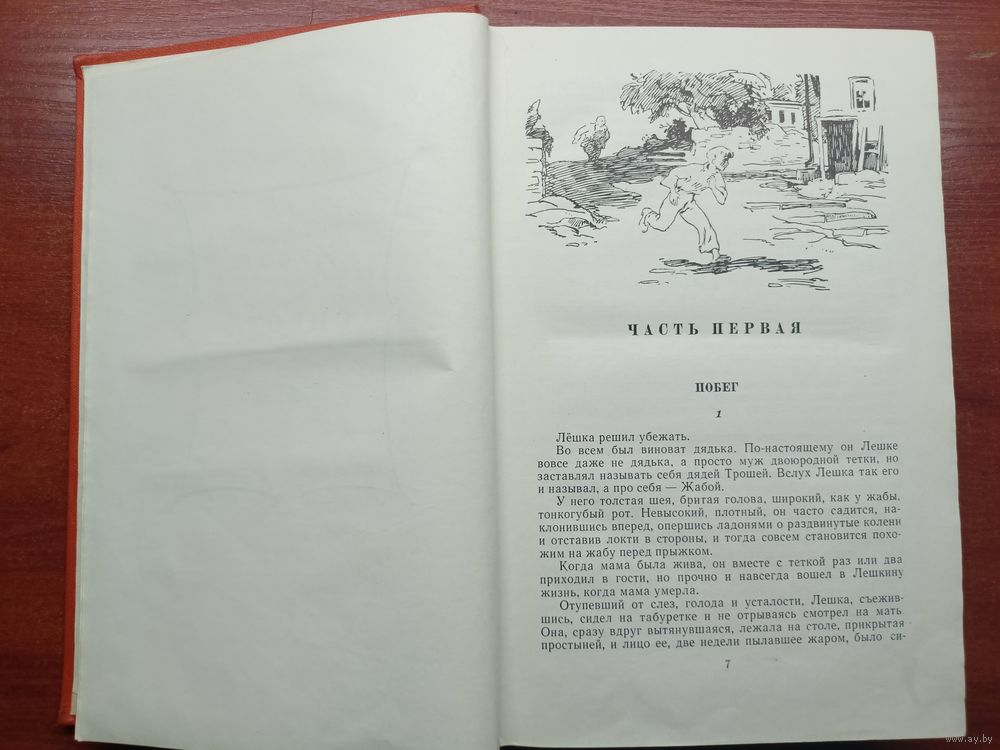 ЧАСТЬ ПЕРВАЯ
ПОБЕГ
1
Лёшка решил убежать.
Во всем был виноват дядька. По-настоящему он Лешке
вовсе даже не дядька, а просто муж двоюродной тетки, но
заставлял называть себя дядей Трошей. Вслух Лешка так его
и называл, а про себя — Жабой.
У него толстая шея, бритая голова, широкий, как у жабы,
тонкогубый рот. Невысокий, плотный, он часто садится, на-
клонившись вперед, опершись ладонями о раздвинутые колени
и отставив локти в стороны, и тогда совсем становится похо-
жим на жабу перед прыжком.
Когда мама была жива, он вместе с теткой раз или два
приходил в гости, но прочно и навсегда вошел в Лешкину
жизнь, когда мама умерла.
Отупевший от слез, голода и усталости, Лешка, съежив-
шись, сидел на табуретке и не отрываясь смотрел на мать.
Она, сразу вдруг вытянувшаяся, лежала на столе, прикрытая
простыней, и лицо ее, две недели пылавшее жаром, было си-
7
www.ay.by